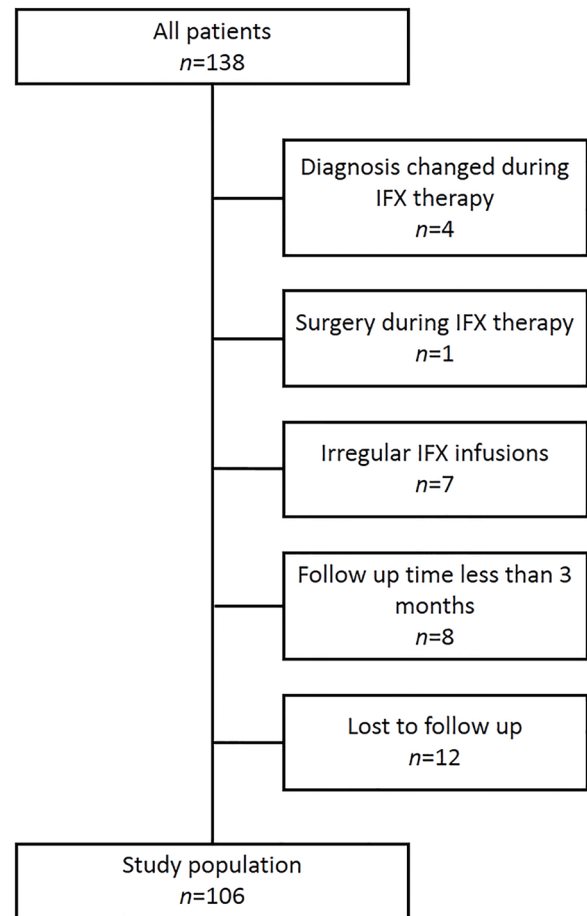 All patients
n=138
Diagnosis changed during
IFX therapy
n=4
Surgery during IFX therapy
n=1
Irregular IFX infusions
n=7
Follow up time less than 3
months
n=8
Lost to follow up
n=12
Study population
n=106